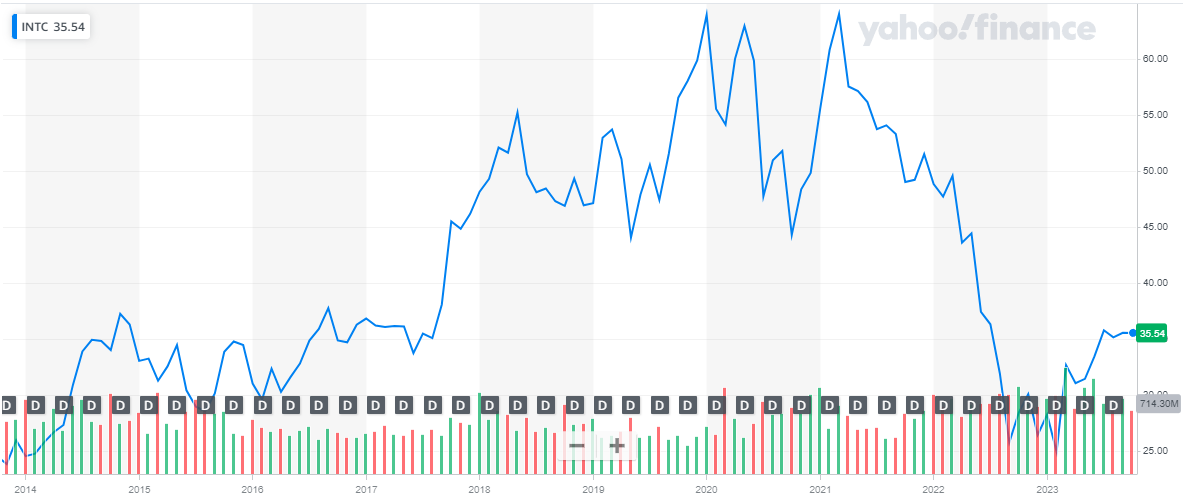 INTC 35.54
yahoo!finance
60.00
55.00
50.00
45.00
40.00
35.54
714.30M
25.00
D D D D D D D D D D D D D D D D D D D D D D D D D D D D D D D D D D D D D D D D
− +
2014 2015 2016 2017 2018 2019 2020 2021 2022 2023